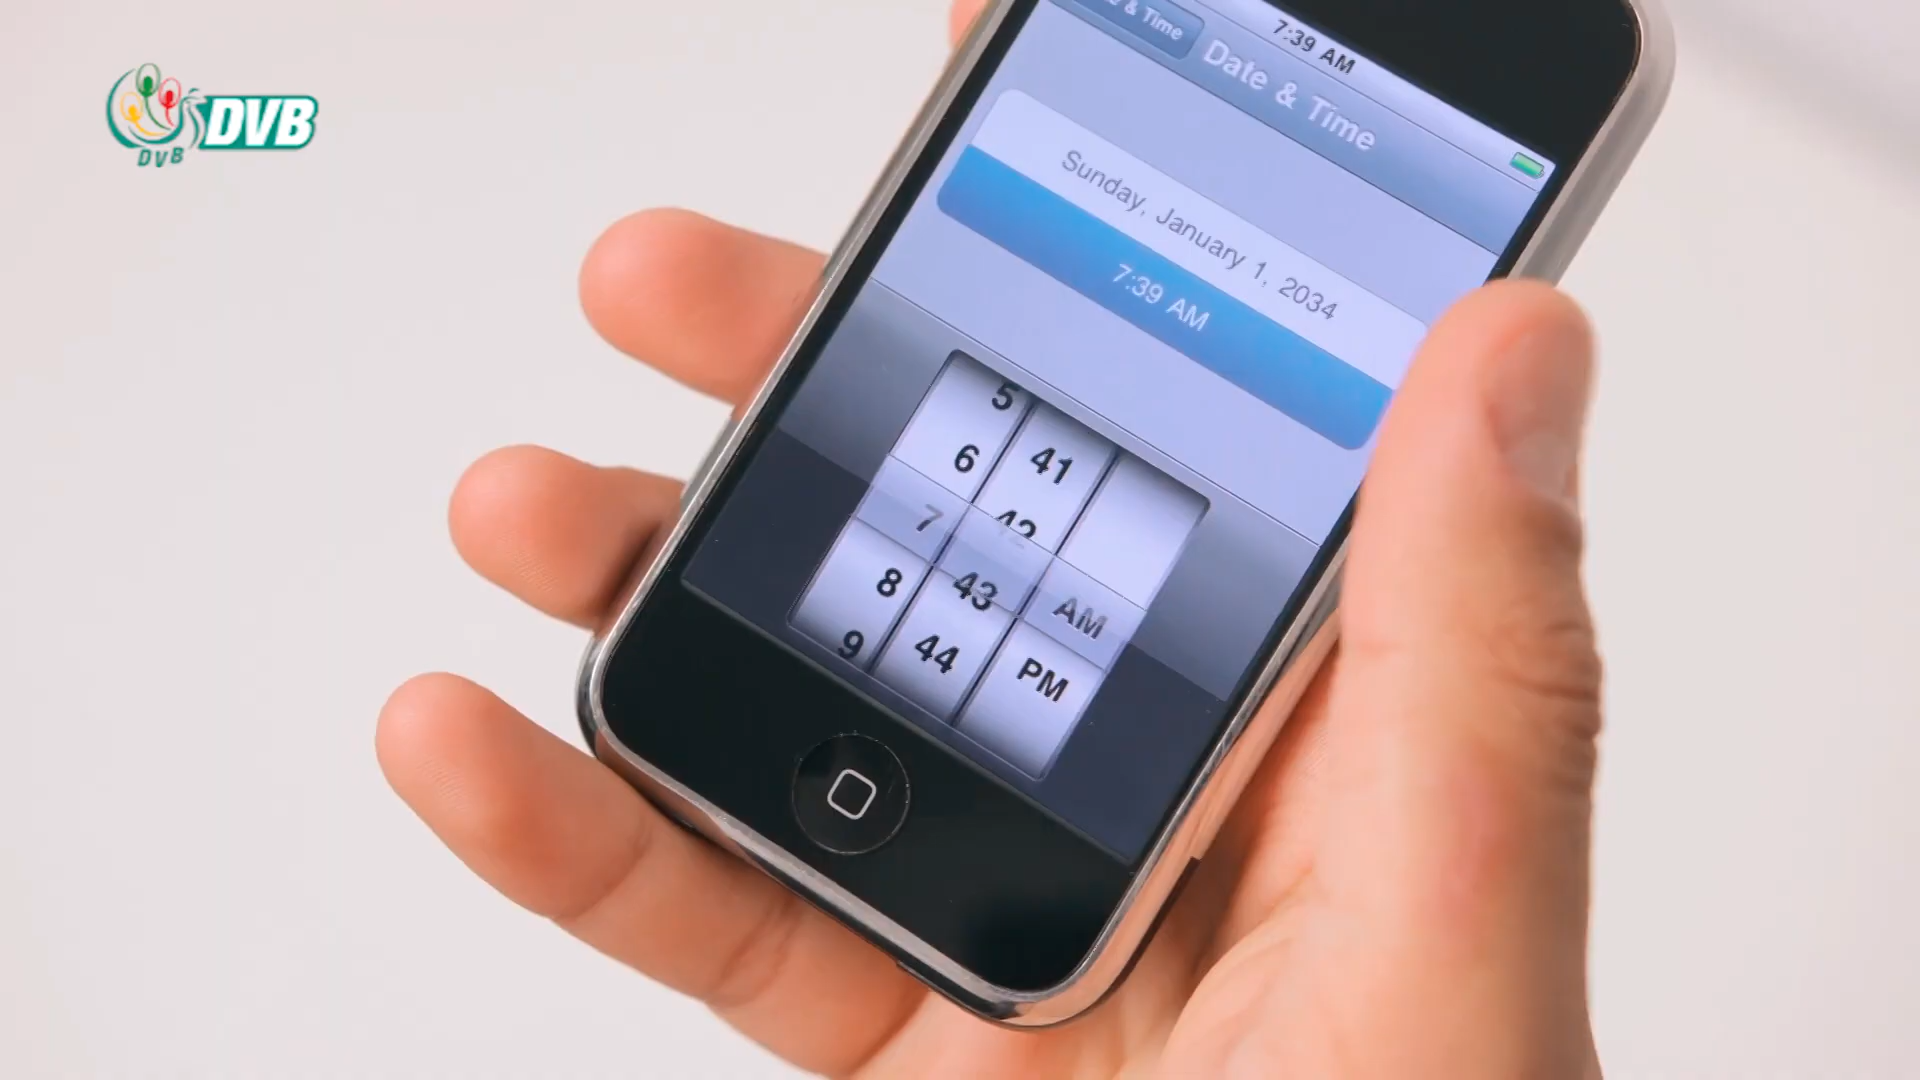 DVB
DVB
7:39 AM
& Time
Date & Time
Sunday, January 1, 2034
7:39 AM
5
6 41
7 42
8 43 AM
9 44 PM